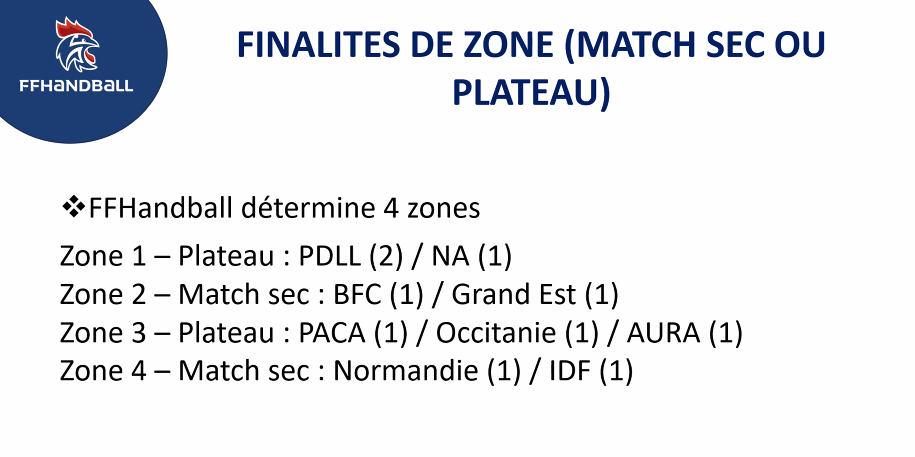 FFHANDBALL
FINALITES DE ZONE (MATCH SEC OU
PLATEAU)
❖FFHandball détermine 4 zones
Zone 1 – Plateau : PDLL (2) / NA (1)
Zone 2 – Match sec : BFC (1) / Grand Est (1)
Zone 3 – Plateau : PACA (1) / Occitanie (1) / AURA (1)
Zone 4 – Match sec : Normandie (1) / IDF (1)